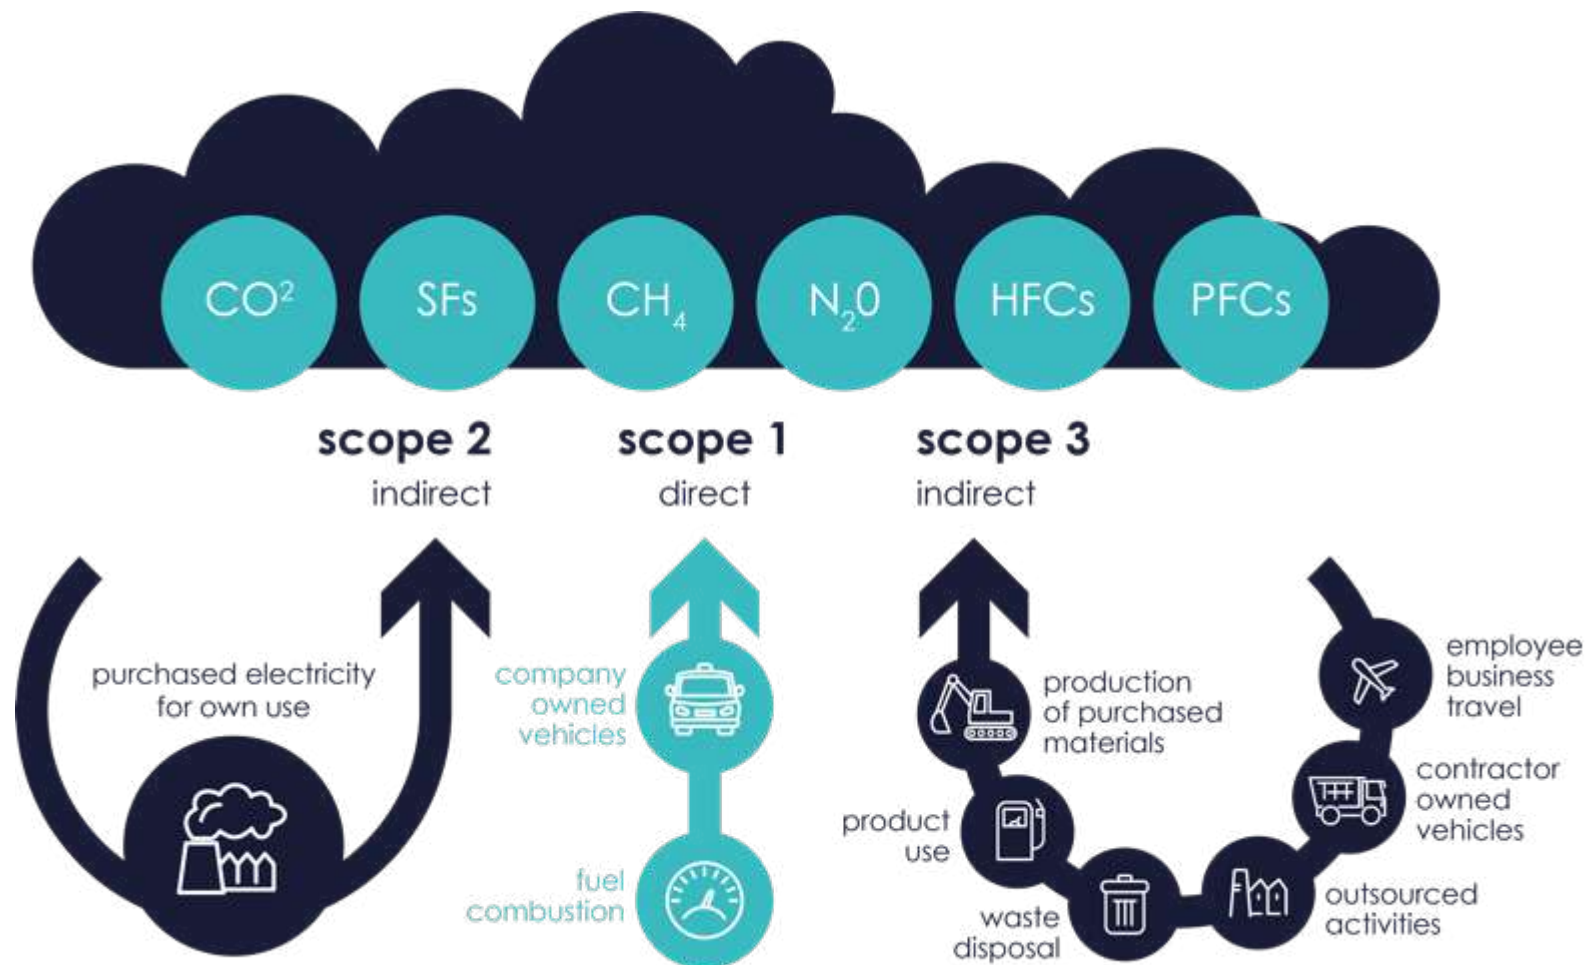 CO² SFs CH₄ N₂0 HFCs PFCs
scope 2
indirect
scope 1
direct
scope 3
indirect
purchased electricity
for own use
company
owned
vehicles
fuel
combustion
production
of purchased
materials
product
use
waste
disposal
outsourced
activities
contractor
owned
vehicles
employee
business
travel